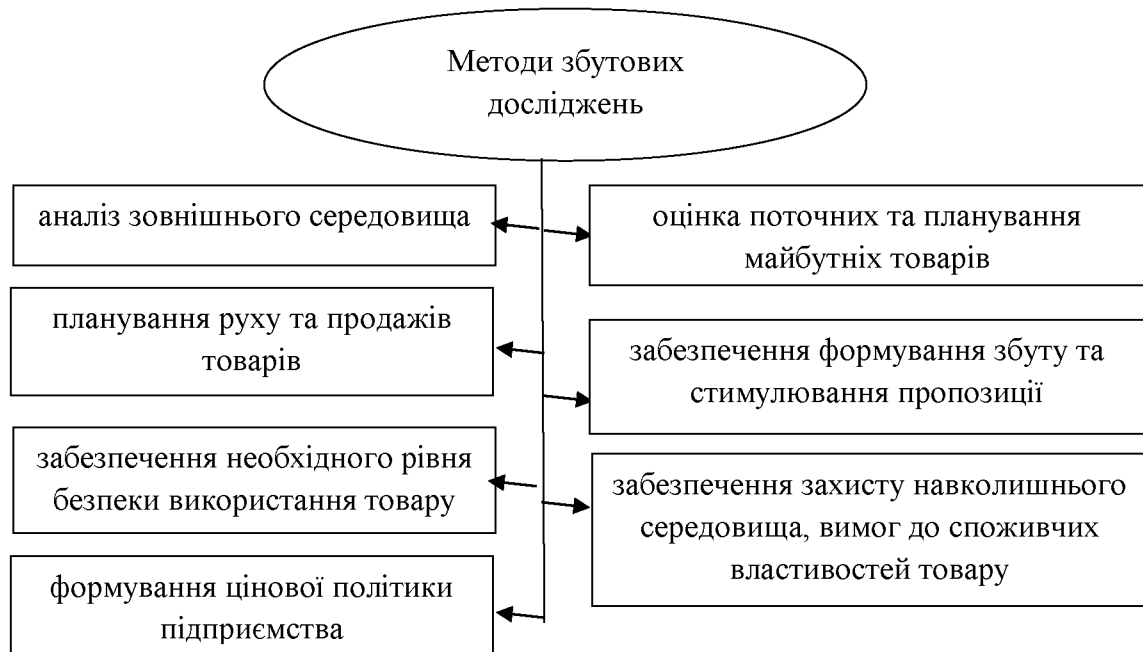 Методи збутових
досліджень
аналіз зовнішнього середовища
оцінка поточних та планування
майбутніх товарів
планування руху та продажів
товарів
забезпечення формування збуту та
стимулювання пропозиції
забезпечення необхідного рівня
безпеки використання товару
забезпечення захисту навколишнього
середовища, вимог до споживчих
властивостей товару
формування цінової політики
підприємства